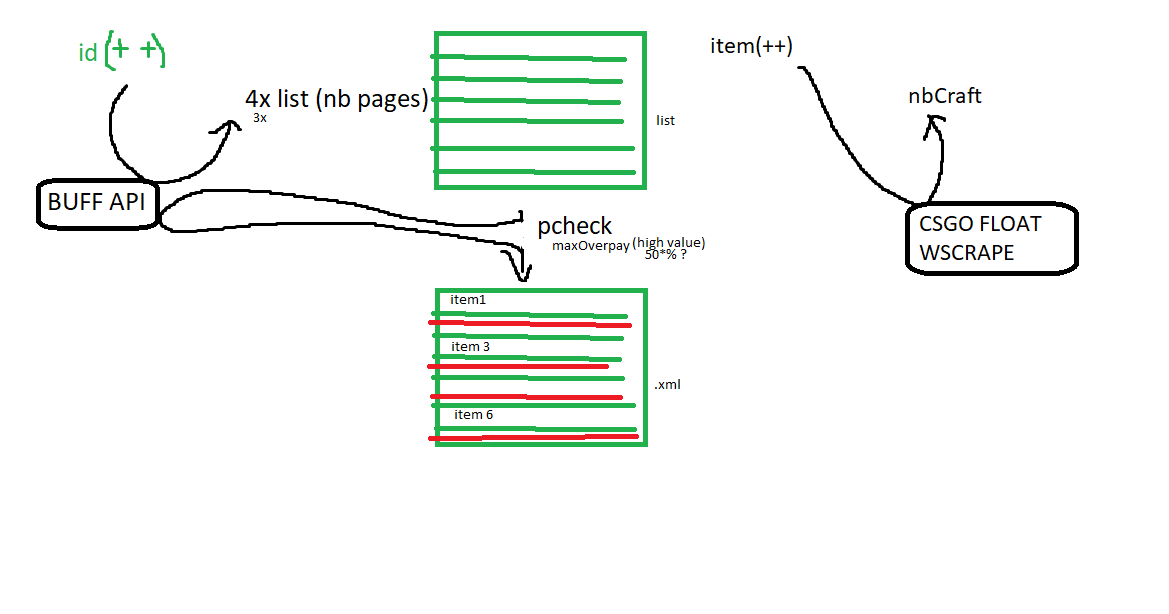 id (+ +)
4x list (nb pages)
3x
BUFF API
list
pcheck
maxOverpay (high value)
50*% ?
item1
item 3
item 6
.xml
item(++)
nbCraft
CSGO FLOAT
WSCRAPE